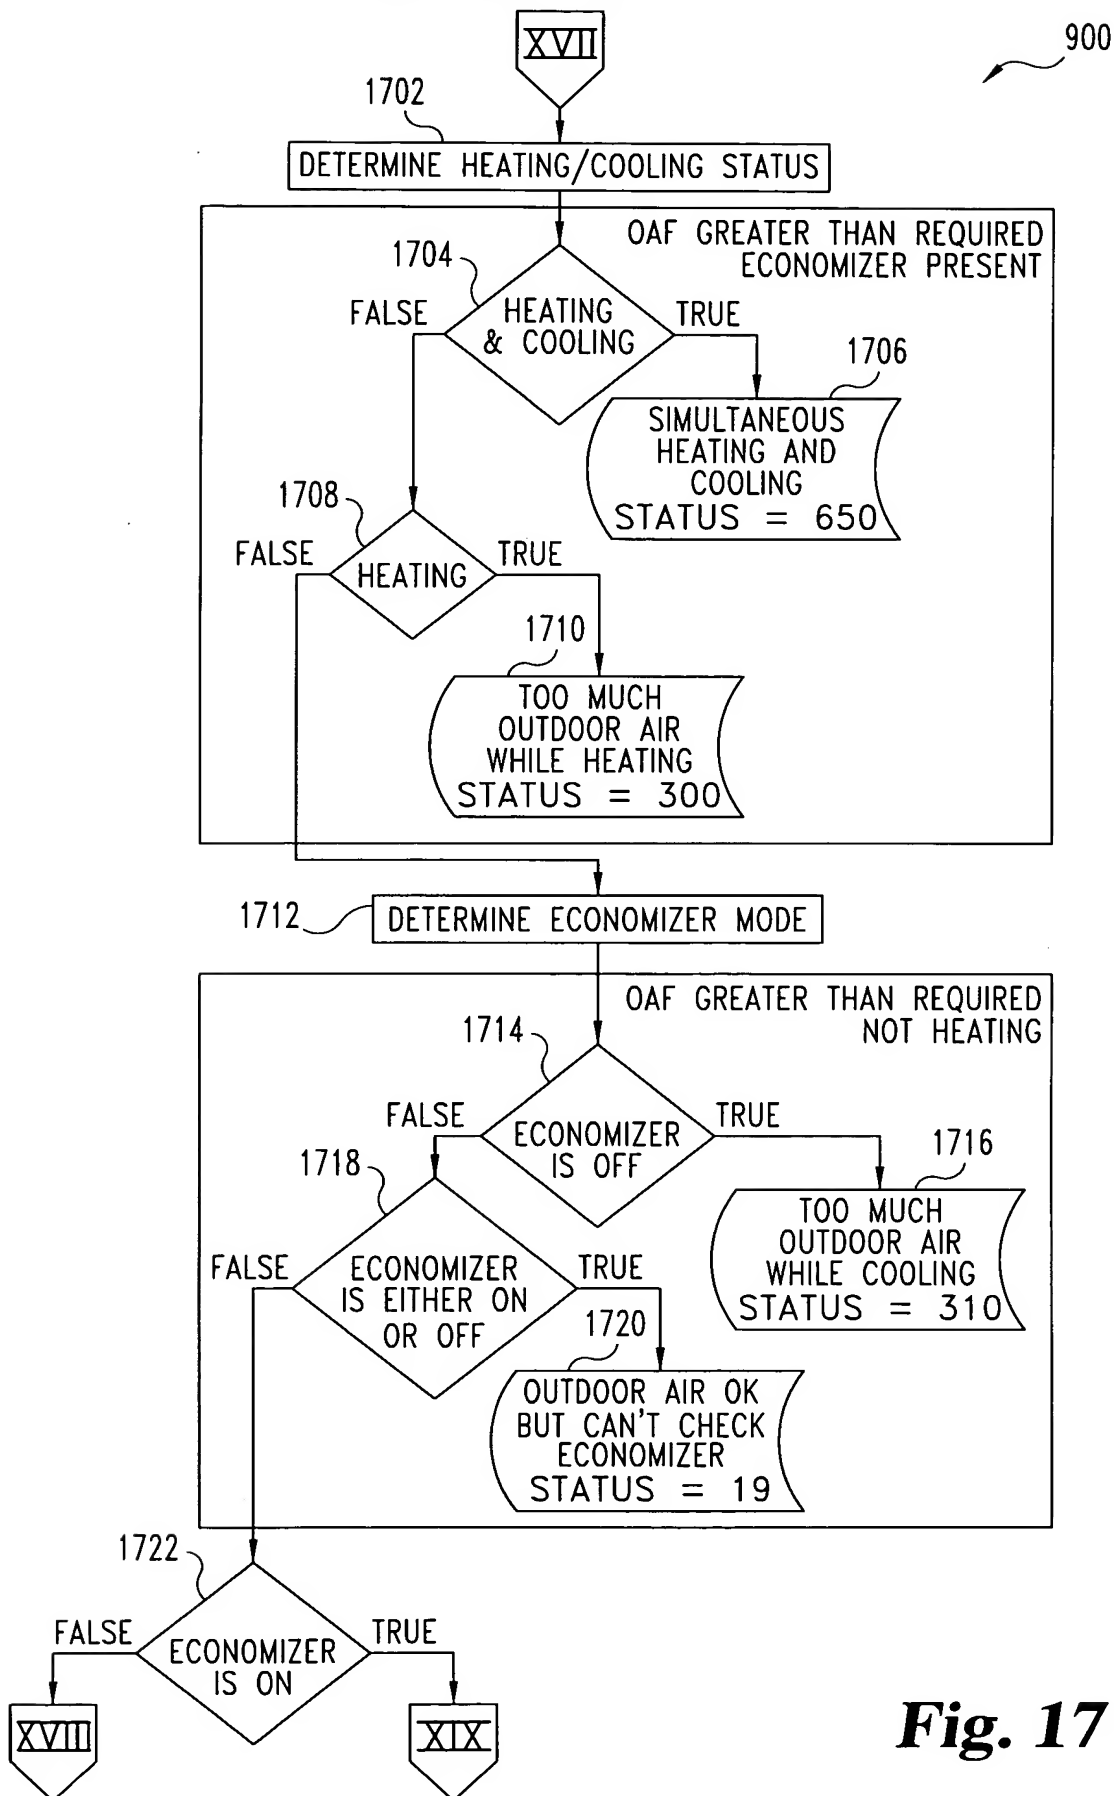 XVII
900
1702
DETERMINE HEATING/COOLING STATUS
OAF GREATER THAN REQUIRED
ECONOMIZER PRESENT
1704
FALSE
HEATING
& COOLING
TRUE
1706
SIMULTANEOUS
HEATING AND
COOLING
STATUS = 650
1708
FALSE
HEATING
TRUE
1710
TOO MUCH
OUTDOOR AIR
WHILE HEATING
STATUS = 300
1712
DETERMINE ECONOMIZER MODE
OAF GREATER THAN REQUIRED
NOT HEATING
1714
FALSE
ECONOMIZER
IS OFF
TRUE
1716
TOO MUCH
OUTDOOR AIR
WHILE COOLING
STATUS = 310
1718
FALSE
ECONOMIZER
IS EITHER ON
OR OFF
TRUE
1720
OUTDOOR AIR OK
BUT CAN'T CHECK
ECONOMIZER
STATUS = 19
1722
FALSE
ECONOMIZER
IS ON
TRUE
XVIII
XIX
Fig. 17